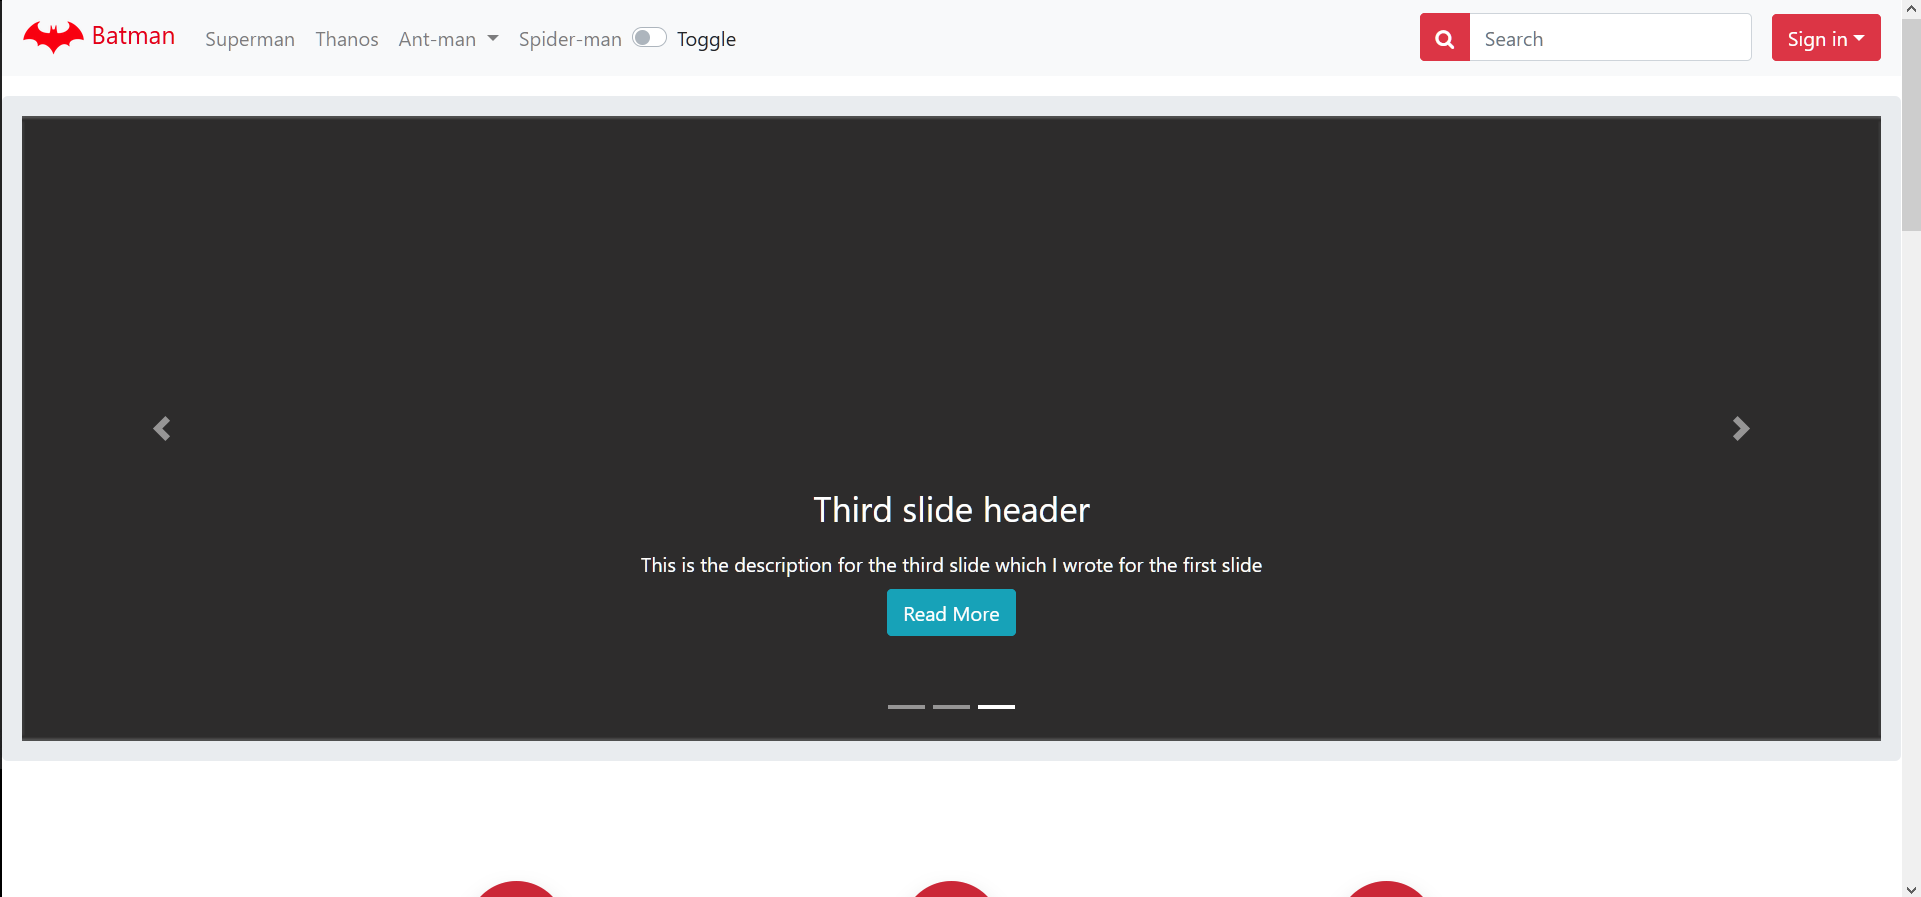 Batman Superman Thanos Ant-man Spider-man Toggle Search Sign in
Third slide header
This is the description for the third slide which I wrote for the first slide
Read More